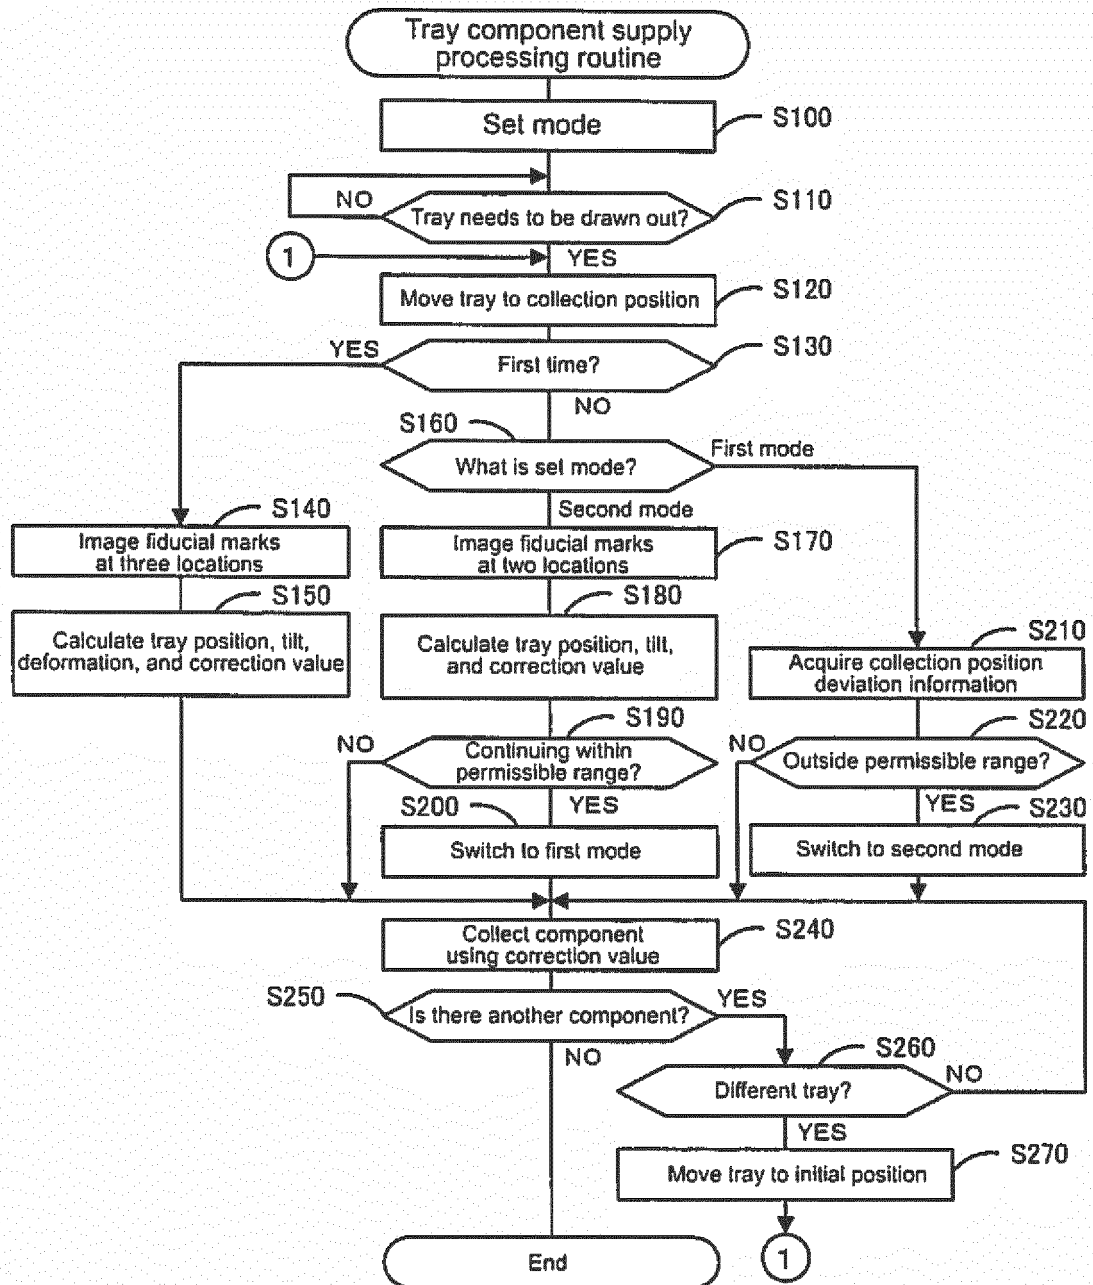 Tray component supply
processing routine
Set mode
S100
NO
Tray needs to be drawn out?
S110
1
YES
Move tray to collection position
S120
YES
First time?
S130
NO
S160
What is set mode?
First mode
Second mode
S140
Image fiducial marks
at three locations
Image fiducial marks
at two locations
S170
S150
Calculate tray position, tilt,
deformation, and correction value
S180
Calculate tray position, tilt,
and correction value
S210
Acquire collection position
deviation information
S190
NO
Continuing within
permissible range?
YES
S220
NO
Outside permissible range?
YES
S200
Switch to first mode
S230
Switch to second mode
Collect component
using correction value
S240
S250
Is there another component?
YES
NO
S260
Different tray?
NO
YES
Move tray to initial position
S270
End
1